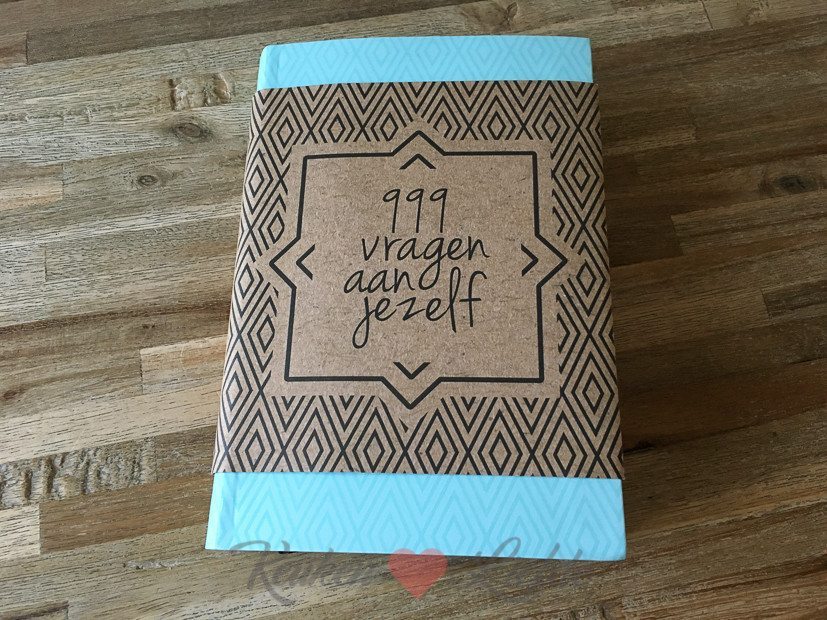 999
vragen
aan
jezelf